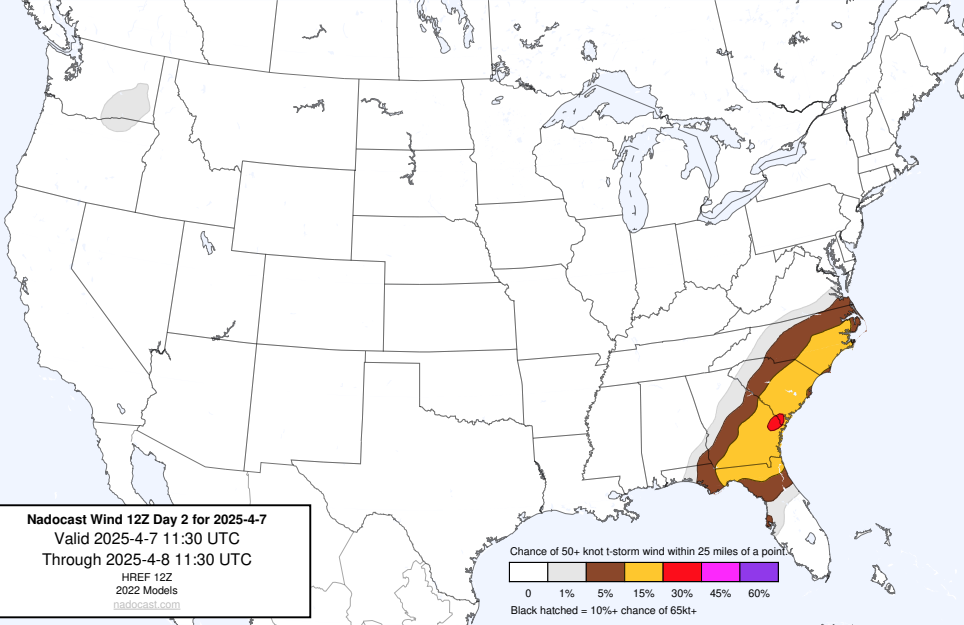 Nadocast Wind 12Z Day 2 for 2025-4-7
Valid 2025-4-7 11:30 UTC
Through 2025-4-8 11:30 UTC
HREF 12Z
2022 Models
nadocast.com
Chance of 50+ knot t-storm wind within 25 miles of a point.
0 1% 5% 15% 30% 45% 60%
Black hatched = 10%+ chance of 65kt+